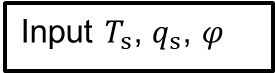 Input Tₛ, qₛ, φ